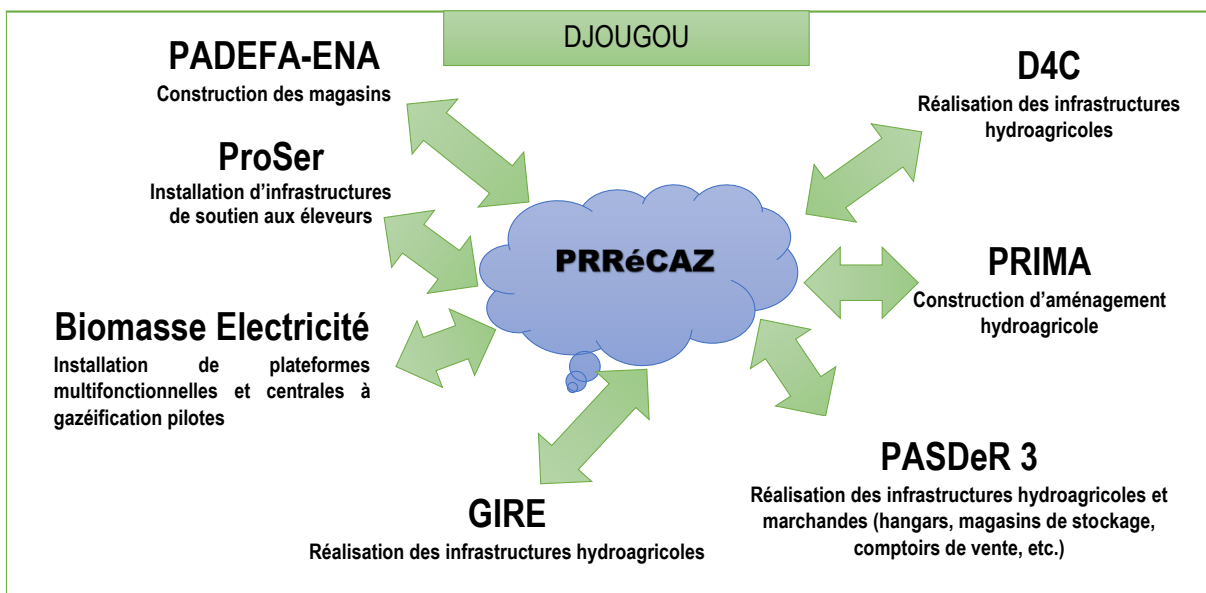 DJOUGOU
PADEFA-ENA
Construction des magasins
D4C
Réalisation des infrastructures
hydroagricoles
ProSer
Installation d'infrastructures
de soutien aux éleveurs
PRRéCAZ
PRIMA
Construction d'aménagement
hydroagricole
Biomasse Electricité
Installation de plateformes
multifonctionnelles et centrales à
gazéification pilotes
PASDeR 3
Réalisation des infrastructures hydroagricoles et
marchandes (hangars, magasins de stockage,
comptoirs de vente, etc.)
GIRE
Réalisation des infrastructures hydroagricoles